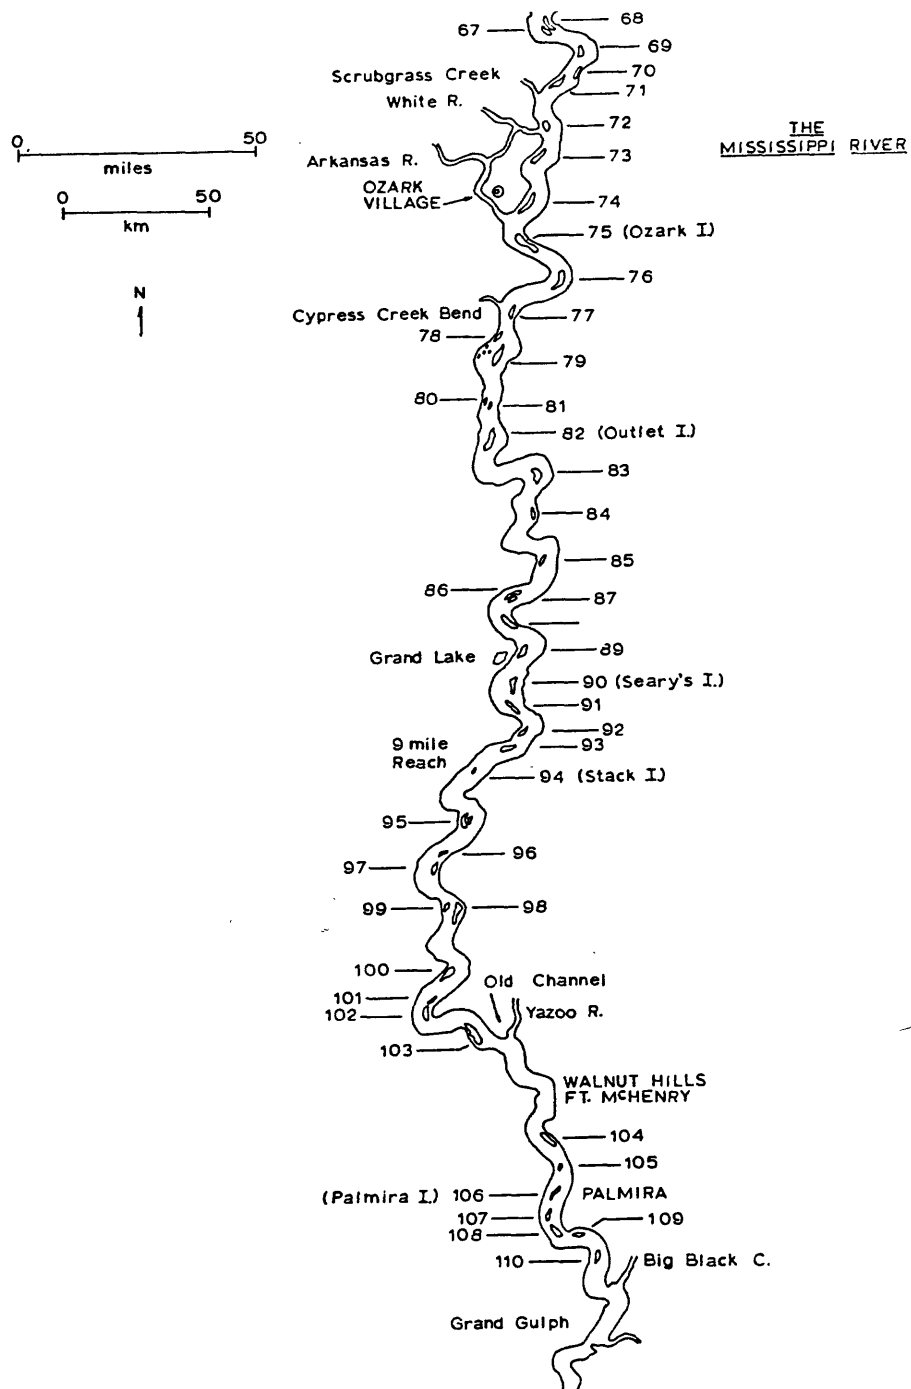 67
68
69
Scrubgrass Creek
70
71
White R.
72
0 50
miles
THE
MISSISSIPPI RIVER
Arkansas R.
73
OZARK
VILLAGE
0 50
km
74
75 (Ozark I.)
76
N
Cypress Creek Bend
77
78
79
80
81
82 (Outlet I.)
83
84
85
86
87
Grand Lake
89
90 (Seary's I.)
91
92
9 mile
Reach
93
94 (Stack I.)
95
96
97
99
98
100
Old Channel
101
102
Yazoo R.
103
WALNUT HILLS
FT. McHENRY
104
105
(Palmira I.) 106
PALMIRA
107
109
108
110
Big Black C.
Grand Gulph